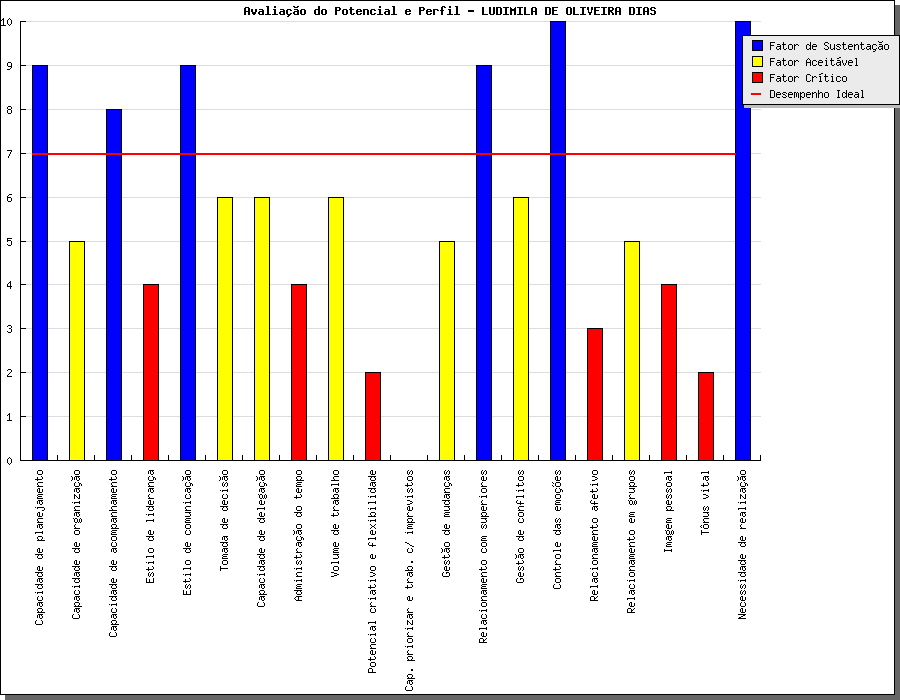 Avaliação do Potencial e Perfil - LUDIMILA DE OLIVEIRA DIAS
10
9
8
7
6
5
4
3
2
1
0
Fator de Sustentação
Fator Aceitável
Fator Crítico
Desempenho Ideal
Capacidade de planejamento
Capacidade de organização
Capacidade de acompanhamento
Estilo de liderança
Estilo de comunicação
Tomada de decisão
Capacidade de delegação
Administração do tempo
Volume de trabalho
Potencial criativo e flexibilidade
Cap. priorizar e trab. c/ imprevistos
Gestão de mudanças
Relacionamento com superiores
Gestão de conflitos
Controle das emoções
Relacionamento afetivo
Relacionamento em grupos
Imagem pessoal
Tônus vital
Necessidade de realização